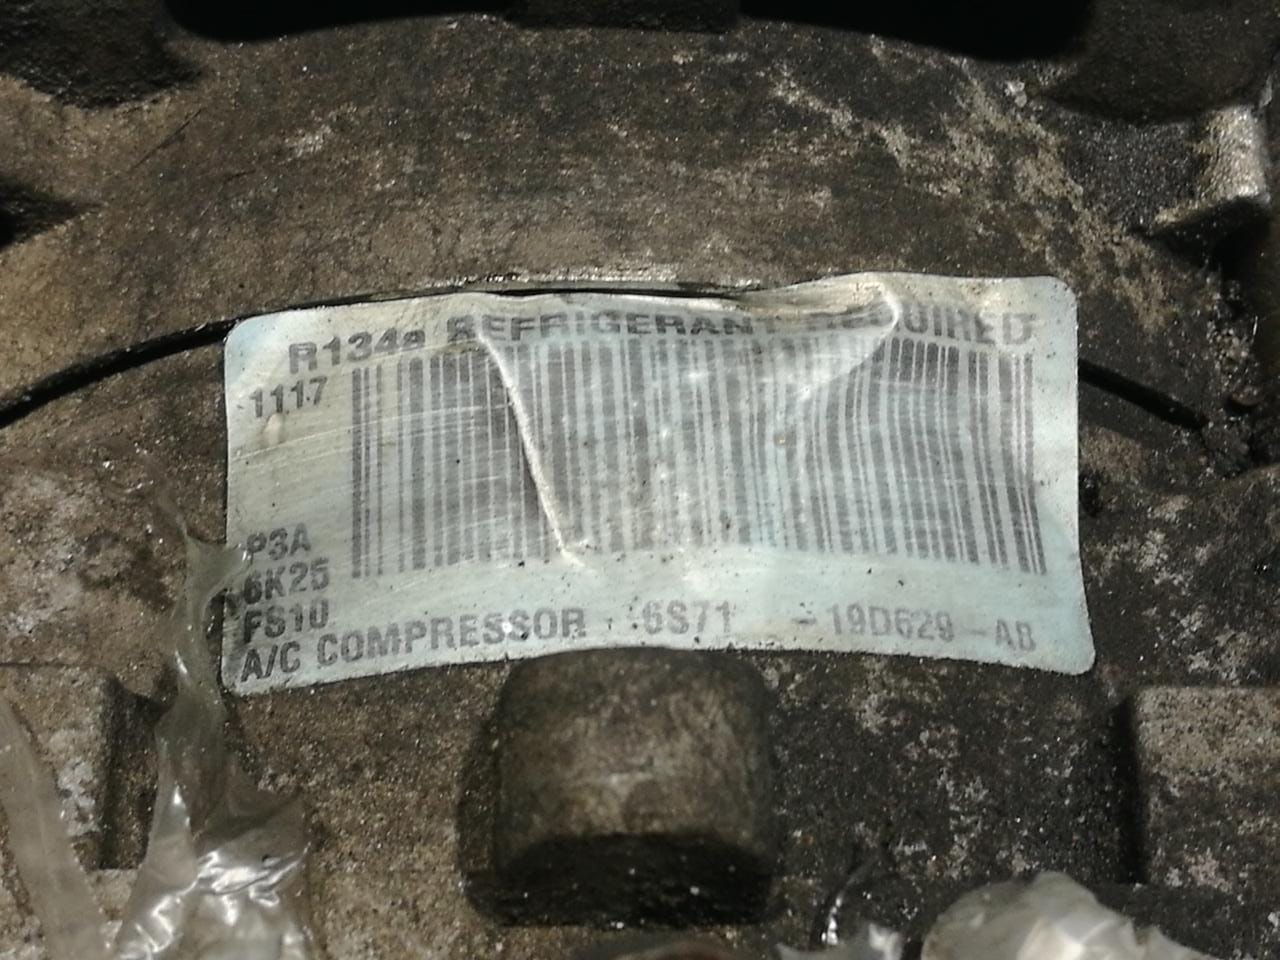 R134a REFRIGERANT REQUIRED
1117
P3A
6K25
FS10
A/C COMPRESSOR 6S71 - 19D629 - AB